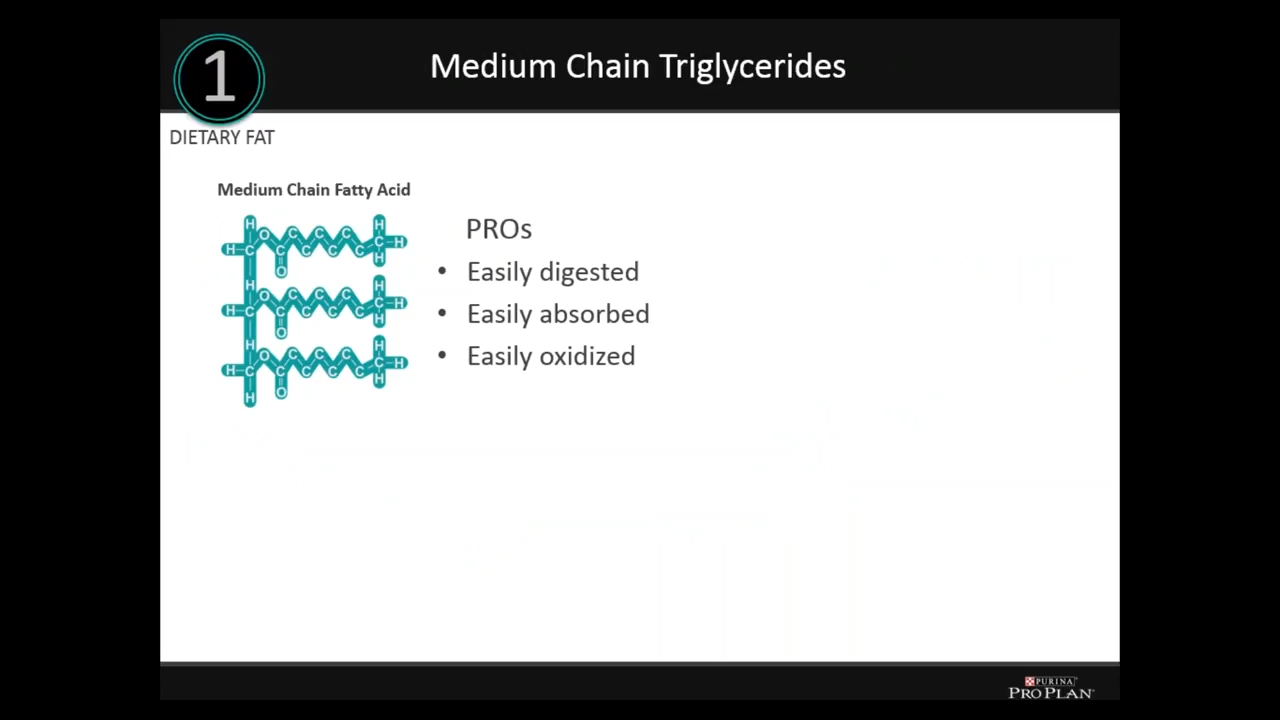 1
Medium Chain Triglycerides
DIETARY FAT
Medium Chain Fatty Acid
H
H C O C C C C C C C C H
O H
H
H
H C O C C C C C C C C H
O H
H
H
H C O C C C C C C C C H
O H
H
PROs
• Easily digested
• Easily absorbed
• Easily oxidized
PURINA
PRO PLAN